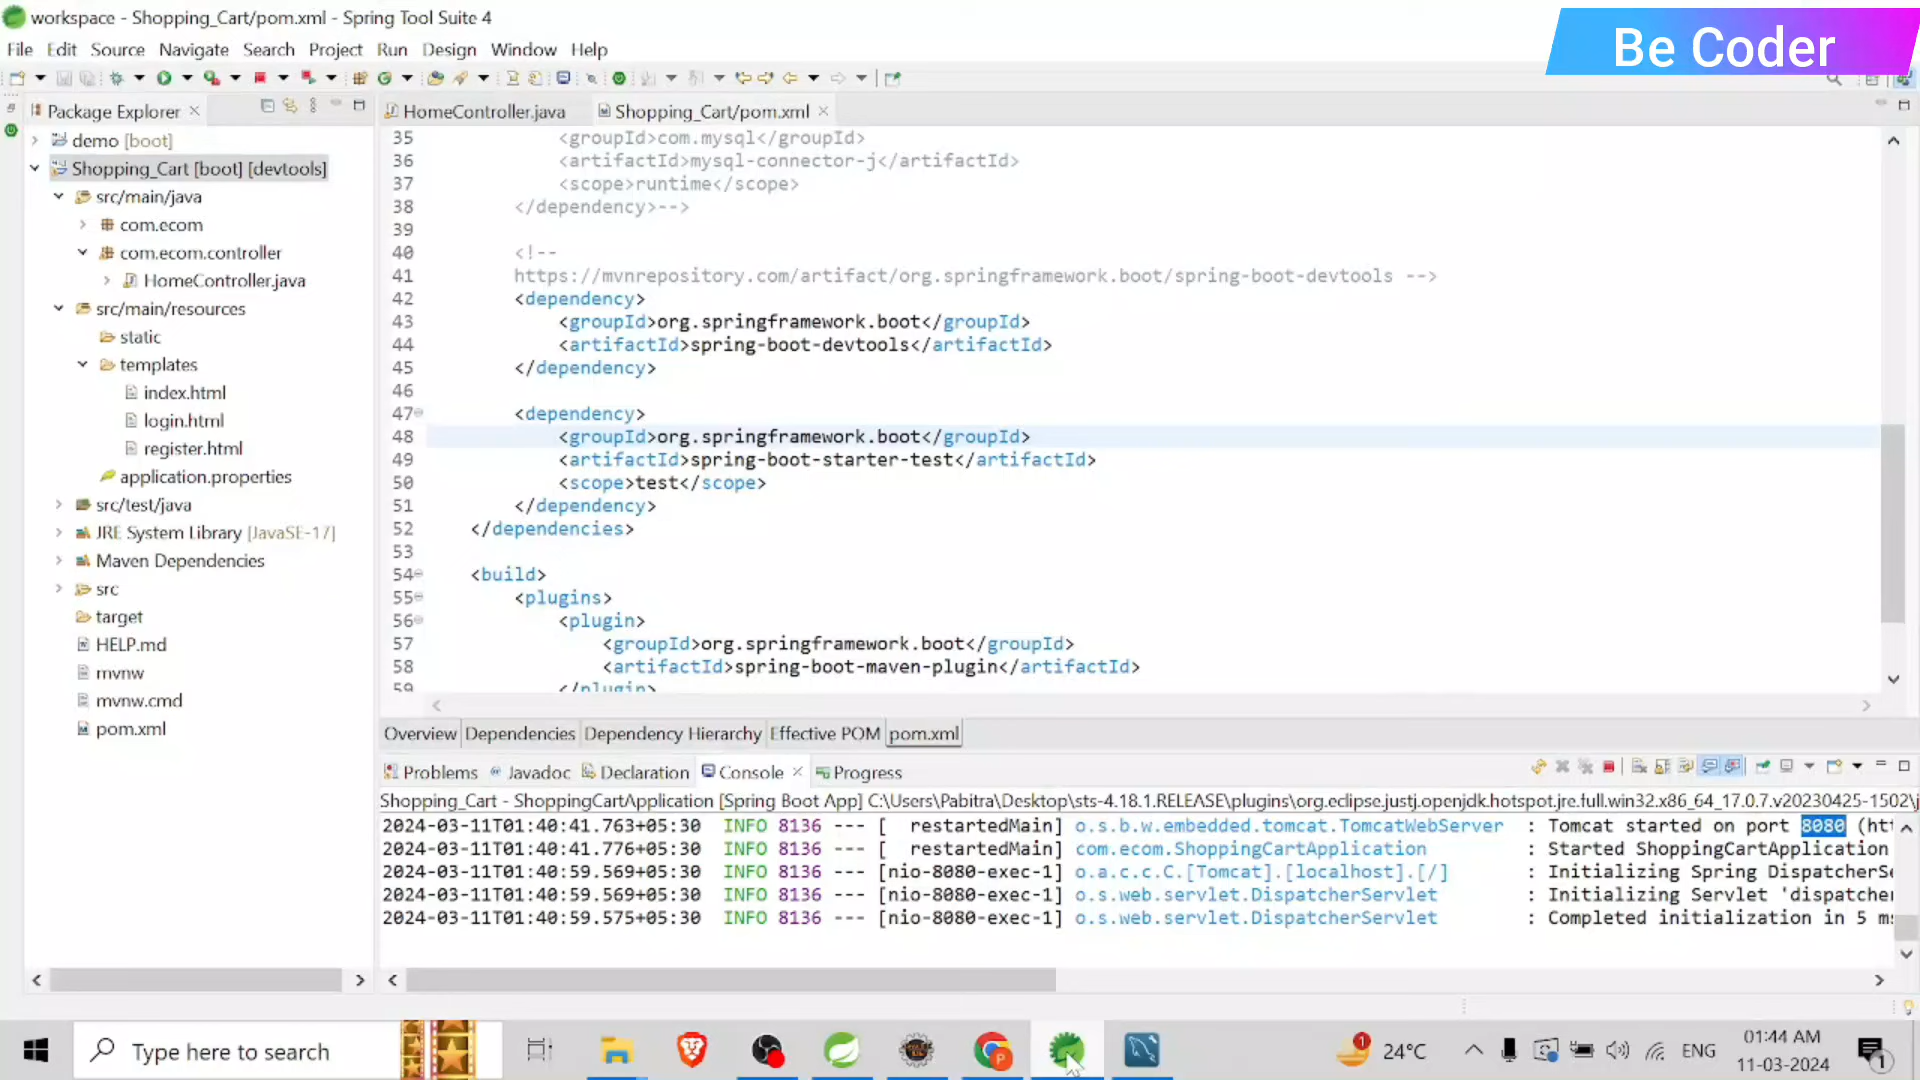 workspace - Shopping_Cart/pom.xml - Spring Tool Suite 4
Be Coder
File Edit Source Navigate Search Project Run Design Window Help
Package Explorer
demo [boot]
Shopping_Cart [boot] [devtools]
src/main/java
com.ecom
com.ecom.controller
HomeController.java
src/main/resources
static
templates
index.html
login.html
register.html
application.properties
src/test/java
JRE System Library [JavaSE-17]
Maven Dependencies
src
target
HELP.md
mvnw
mvnw.cmd
pom.xml
HomeController.java Shopping_Cart/pom.xml
35 <groupId>com.mysql</groupId>
36 <artifactId>mysql-connector-j</artifactId>
37 <scope>runtime</scope>
38 </dependency>-->
39
40 <!--
41 https://mvnrepository.com/artifact/org.springframework.boot/spring-boot-devtools -->
42 <dependency>
43 <groupId>org.springframework.boot</groupId>
44 <artifactId>spring-boot-devtools</artifactId>
45 </dependency>
46
47 <dependency>
48 <groupId>org.springframework.boot</groupId>
49 <artifactId>spring-boot-starter-test</artifactId>
50 <scope>test</scope>
51 </dependency>
52 </dependencies>
53
54 <build>
55 <plugins>
56 <plugin>
57 <groupId>org.springframework.boot</groupId>
58 <artifactId>spring-boot-maven-plugin</artifactId>
59 </plugin>
Overview Dependencies Dependency Hierarchy Effective POM pom.xml
Problems Javadoc Declaration Console Progress
Shopping_Cart - ShoppingCartApplication [Spring Boot App] C:\Users\Pabitra\Desktop\sts-4.18.1.RELEASE\plugins\org.eclipse.justj.openjdk.hotspot.jre.full.win32.x86_64_17.0.7.v20230425-1502\j
2024-03-11T01:40:41.763+05:30 INFO 8136 --- [ restartedMain] o.s.b.w.embedded.tomcat.TomcatWebServer : Tomcat started on port 8080 (htt
2024-03-11T01:40:41.776+05:30 INFO 8136 --- [ restartedMain] com.ecom.ShoppingCartApplication : Started ShoppingCartApplication
2024-03-11T01:40:59.569+05:30 INFO 8136 --- [nio-8080-exec-1] o.a.c.c.C.[Tomcat].[localhost].[/] : Initializing Spring DispatcherSe
2024-03-11T01:40:59.569+05:30 INFO 8136 --- [nio-8080-exec-1] o.s.web.servlet.DispatcherServlet : Initializing Servlet 'dispatcher
2024-03-11T01:40:59.575+05:30 INFO 8136 --- [nio-8080-exec-1] o.s.web.servlet.DispatcherServlet : Completed initialization in 5 ms
Type here to search
1
24°C
ENG
01:44 AM
11-03-2024
1